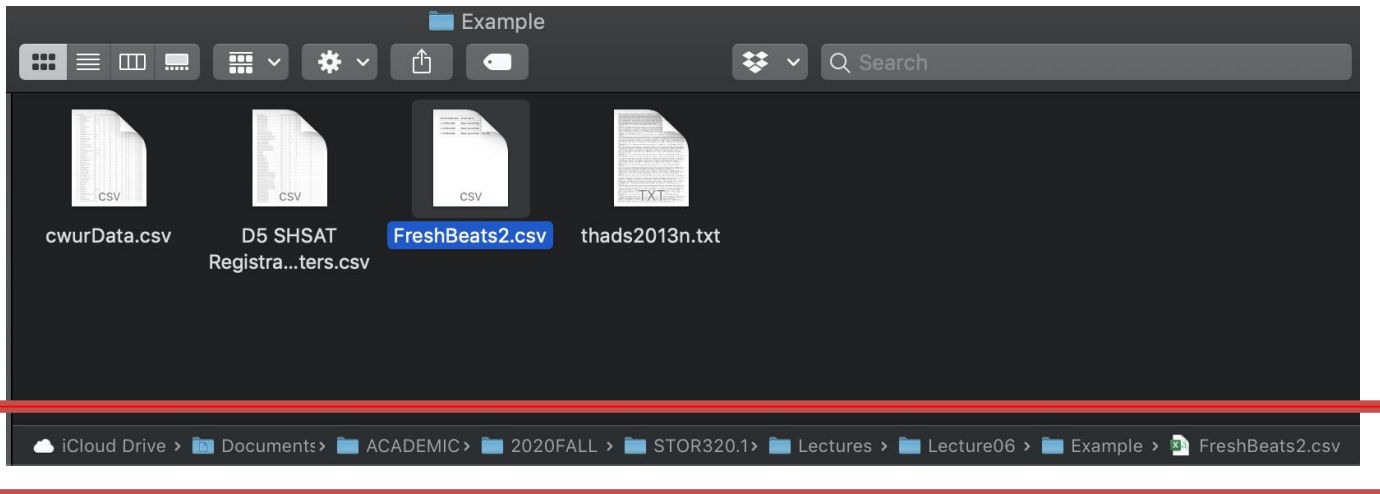 Example
Search
CSV CSV CSV TXT
cwurData.csv D5 SHSAT FreshBeats2.csv thads2013n.txt
Registra...ters.csv
iCloud Drive > Documents > ACADEMIC > 2020FALL > STOR320.1 > Lectures > Lecture06 > Example > FreshBeats2.csv